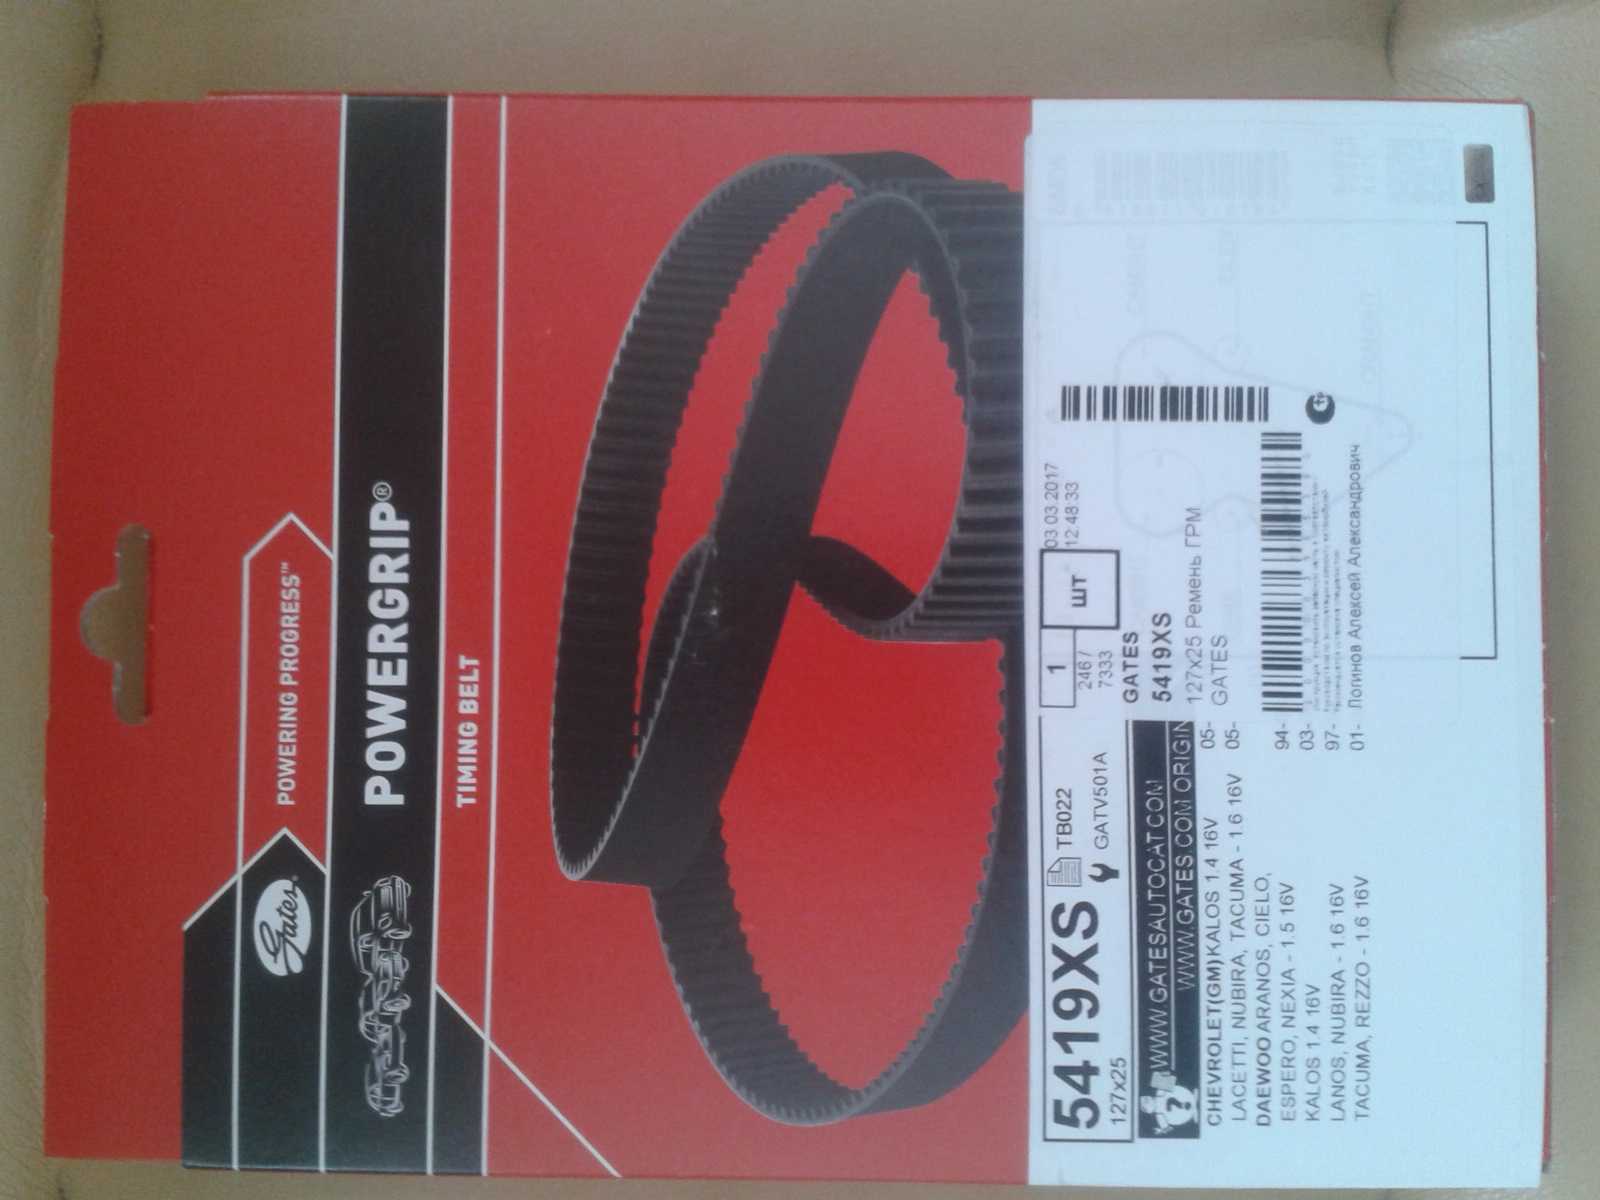 Gates®
POWERING PROGRESS™
POWERGRIP®
TIMING BELT
5419XS
127x25
TB022
GATV501A
WWW.GATESAUTOCAT.COM
WWW.GATES.COM ORIGIN
CHEVROLET(GM)KALOS 1.4 16V 05-
LACETTI, NUBIRA, TACUMA - 1.6 16V 05-
DAEWOO ARANOS, CIELO,
ESPERO, NEXIA - 1.5 16V 94-
KALOS 1.4 16V 03-
LANOS, NUBIRA - 1.6 16V 97-
TACUMA, REZZO - 1.6 16V 01-
1 шт
03.03.2017
12:48:33
2467
7333
GATES
5419XS
127x25 Ремень ГРМ
GATES
Логинов Алексей Александрович